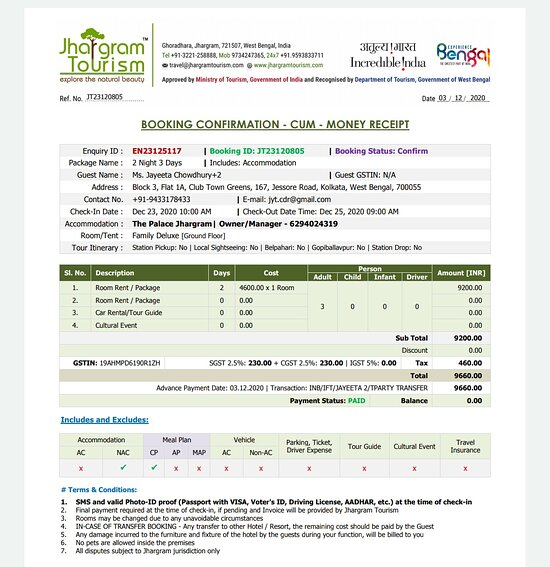 Jhargram™
Tourism
explore the natural beauty
Ghoradhara, Jhargram, 721507, West Bengal, India
Tel +91-3221-258888, Mob 9734247365, 24x7 +91.9593833711
travel@jhargramtourism.com @ www.jhargramtourism.com
अतुल्य !भारत
Incredible !ndia
EXPERIENCE
Bengal
Approved by Ministry of Tourism, Government of India and Recognised by Department of Tourism, Government of West Bengal
Ref. No. JT23120805 Date 03 / 12 / 2020
BOOKING CONFIRMATION - CUM - MONEY RECEIPT
Enquiry ID : EN23125117 | Booking ID: JT23120805 | Booking Status: Confirm
Package Name : 2 Night 3 Days | Includes: Accommodation
Guest Name : Ms. Jayeeta Chowdhury+2 | Guest GSTIN: N/A
Address : Block 3, Flat 1A, Club Town Greens, 167, Jessore Road, Kolkata, West Bengal, 700055
Contact No. +91-9433178433 | E-mail: jyt.cdr@gmail.com
Check-In Date : Dec 23, 2020 10:00 AM | Check-Out Date Time: Dec 25, 2020 09:00 AM
Accommodation : The Palace Jhargram| Owner/Manager - 6294024319
Room/Tent : Family Deluxe [Ground Floor]
Tour Itinerary : Station Pickup: No | Local Sightseeing: No | Belpahari: No | Gopiballavpur: No | Station Drop: No
Sl. No. Description Days Cost Person Amount [INR]
Adult Child Infant Driver
1. Room Rent / Package 2 4600.00 x 1 Room 9200.00
2. Room Rent / Package 0 0.00 0.00
3 0 0 0
3. Car Rental/Tour Guide 0 0.00 0.00
4. Cultural Event 0 0.00 0.00
Sub Total 9200.00
Discount 0.00
GSTIN: 19AHMPD6190R1ZH SGST 2.5%: 230.00 + CGST 2.5%: 230.00 | IGST 5%: 0.00 Tax 460.00
Total 9660.00
Advance Payment Date: 03.12.2020 | Transaction: INB/IFT/JAYEETA 2/TPARTY TRANSFER 9660.00
Payment Status: PAID Balance 0.00
Includes and Excludes:
Accommodation Meal Plan Vehicle Parking, Ticket, Driver Expense Tour Guide Cultural Event Travel Insurance
AC NAC CP AP MAP AC Non-AC
x ✓ ✓ x x x x x x x x
# Terms & Conditions:
1. SMS and valid Photo-ID proof (Passport with VISA, Voter's ID, Driving License, AADHAR, etc.) at the time of check-in
2. Final payment required at the time of check-in, if pending and Invoice will be provided by Jhargram Tourism
3. Rooms may be changed due to any unavoidable circumstances
4. IN-CASE OF TRANSFER BOOKING - Any transfer to other Hotel / Resort, the remaining cost should be paid by the Guest
5. Any damage incurred to the furniture and fixture of the hotel by the guests during your function, will be billed to you
6. No pets are allowed inside the premises
7. All disputes subject to Jhargram jurisdiction only